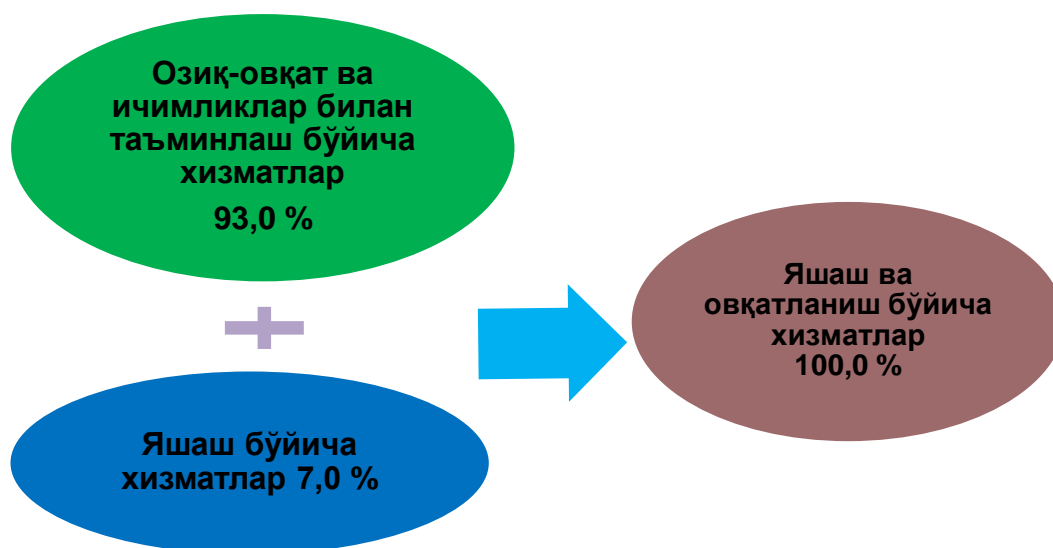 Озиқ-овқат ва
ичимликлар билан
таъминлаш бўйича
хизматлар
93,0 %
Яшаш бўйича
хизматлар 7,0 %
Яшаш ва
овқатланиш бўйича
хизматлар
100,0 %